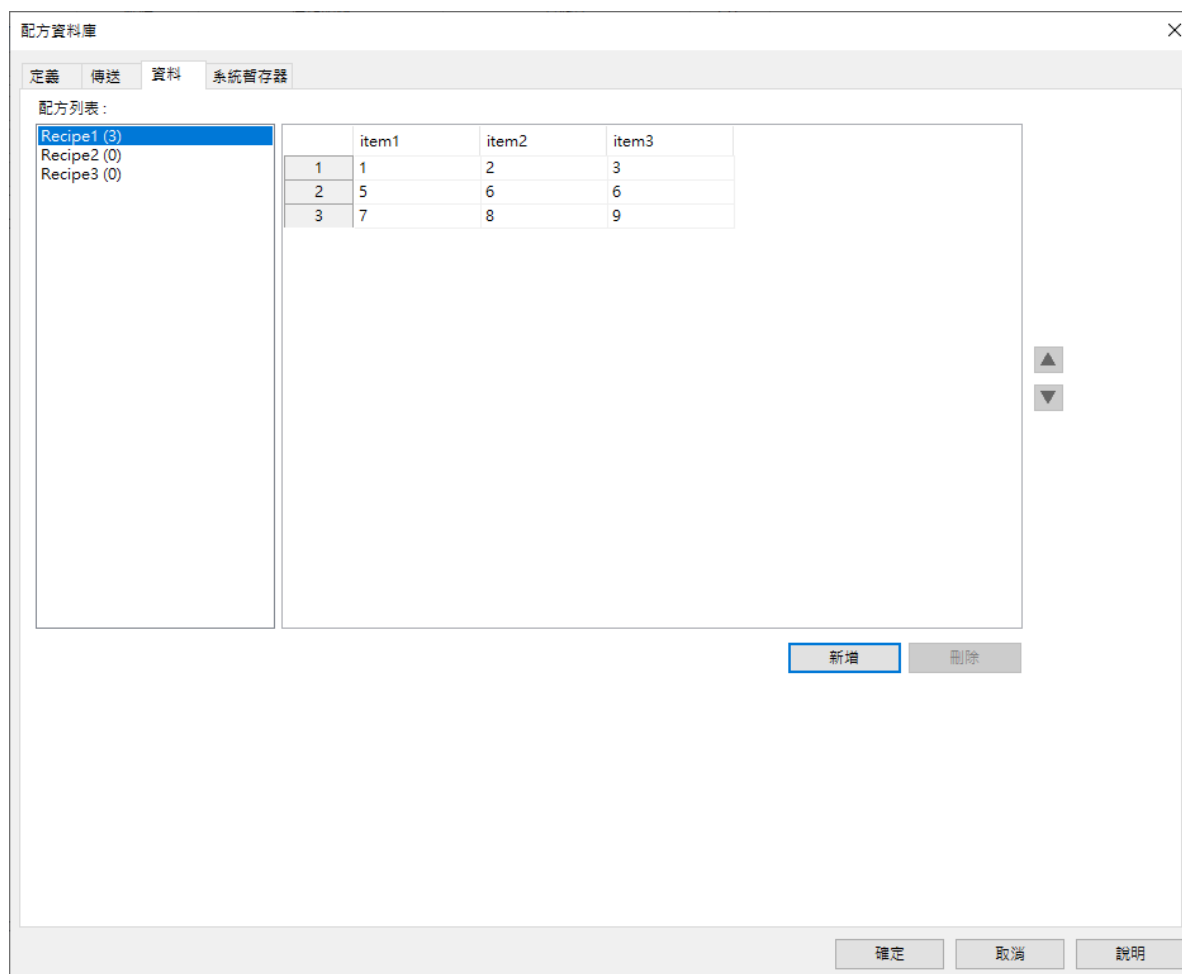 配方資料庫
定義 傳送 資料 系統暫存器
配方列表 :
Recipe1 (3)
Recipe2 (0)
Recipe3 (0)
item1 item2 item3
1 1 2 3
2 5 6 6
3 7 8 9
新增 刪除
確定 取消 說明